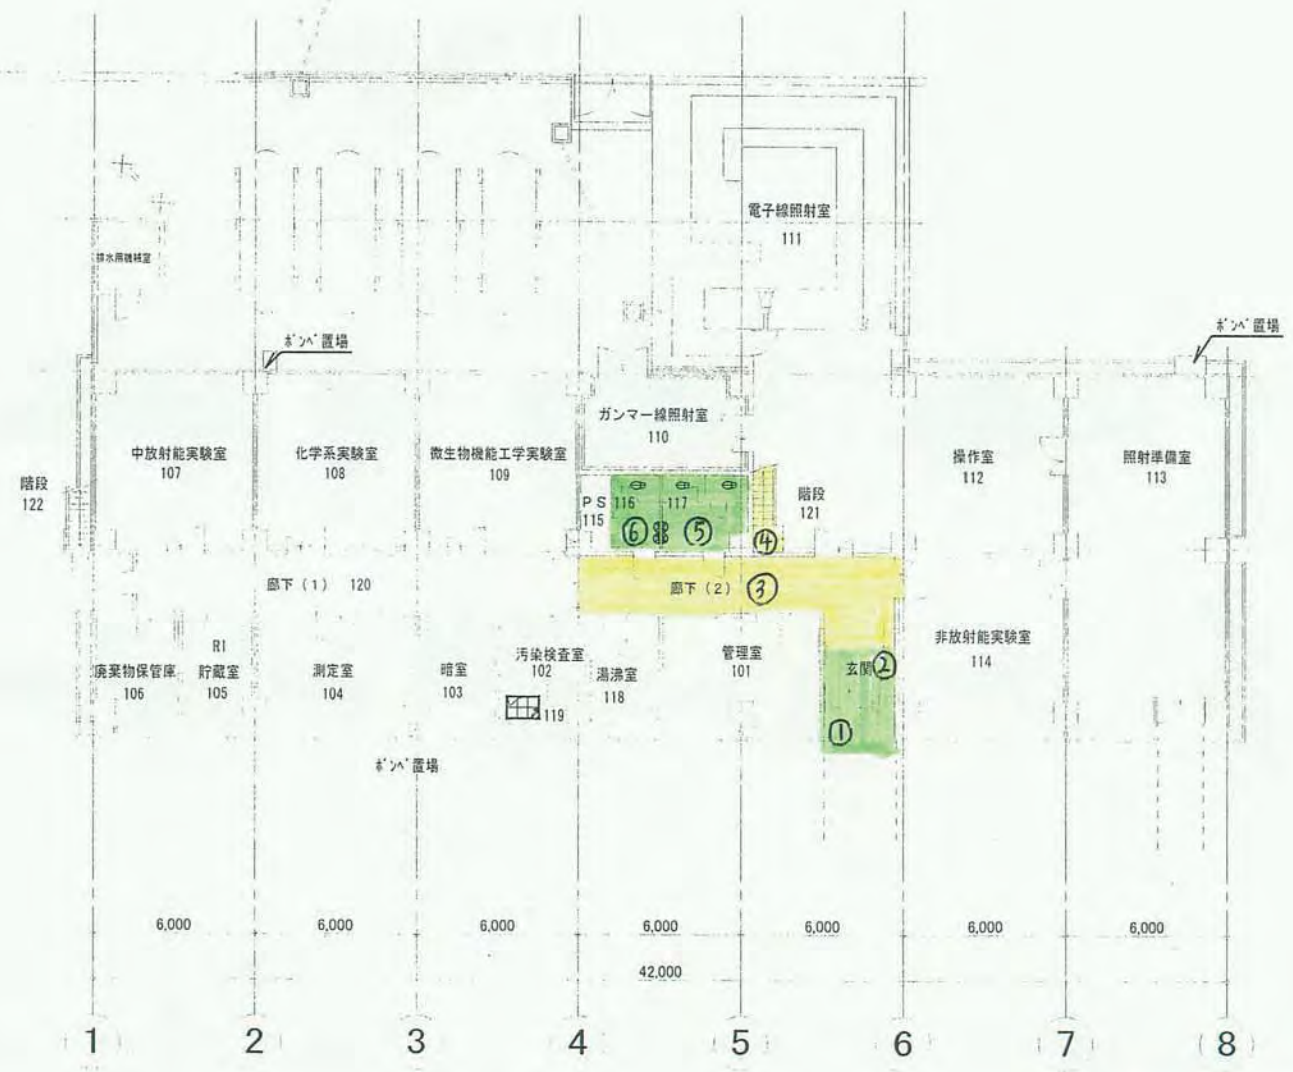 電子線照射室
111
排水用機械室
ﾎﾞﾝﾍﾞ置場
ﾎﾞﾝﾍﾞ置場
ガンマー線照射室
110
中放射能実験室
107
化学系実験室
108
微生物機能工学実験室
109
操作室
112
照射準備室
113
階段
122
PS
115
116
117
階段
121
⑥
⑤
④
廊下(1) 120
廊下(2)
③
非放射能実験室
114
廃棄物保管庫
106
RI
貯蔵室
105
測定室
104
暗室
103
汚染検査室
102
119
湯沸室
118
管理室
101
玄関
②
①
ﾎﾞﾝﾍﾞ置場
6,000
6,000
6,000
6,000
6,000
6,000
6,000
42,000
1
2
3
4
5
6
7
8